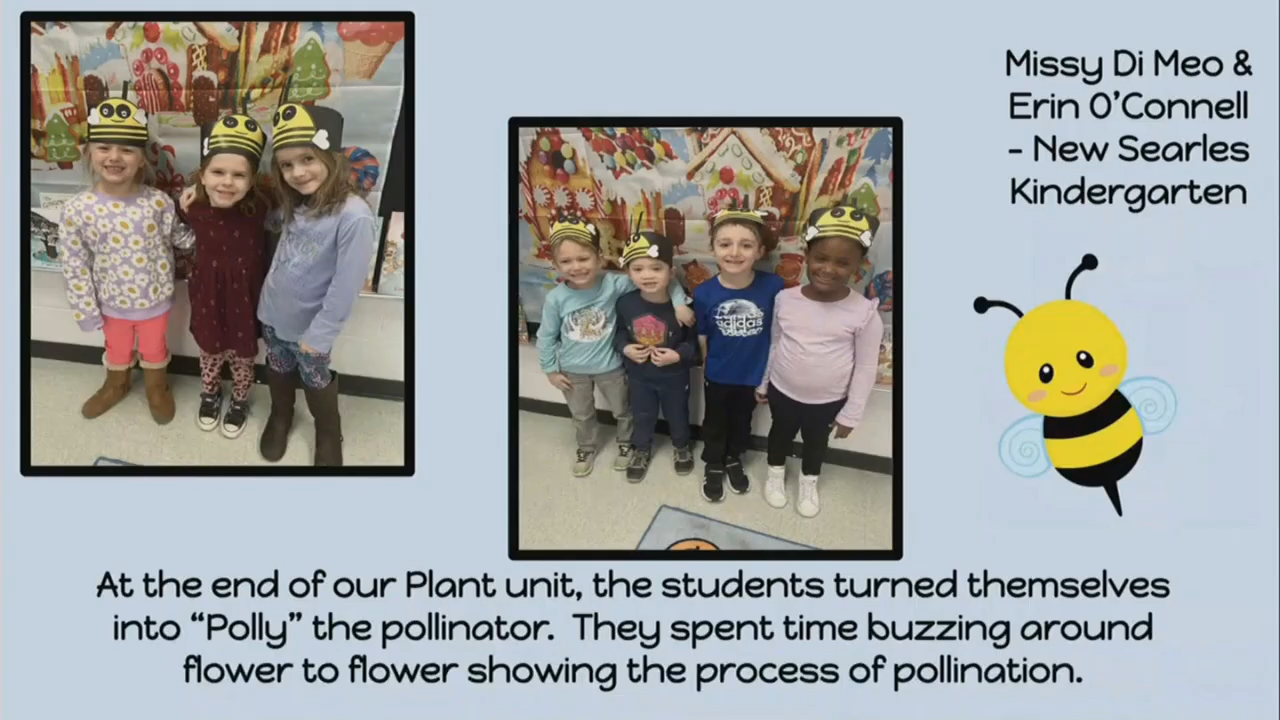 Missy Di Meo &
Erin O'Connell
- New Searles
Kindergarten
adidas
At the end of our Plant unit, the students turned themselves
into “Polly” the pollinator. They spent time buzzing around
flower to flower showing the process of pollination.